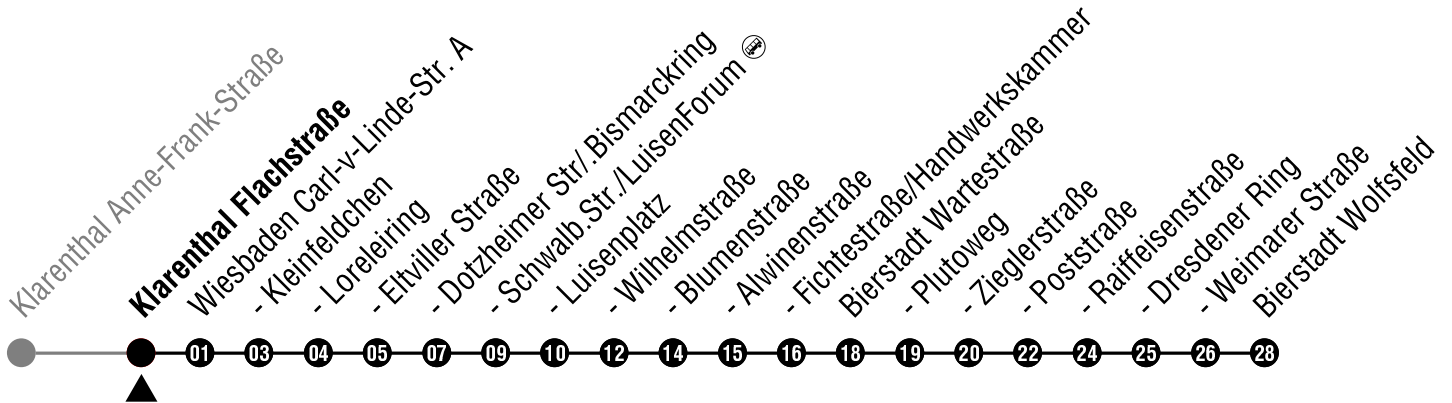 Klarenthal Anne-Frank-Straße
Klarenthal Flachstraße
Wiesbaden Carl-v-Linde-Str. A
- Kleinfeldchen
- Loreleiring
- Eltviller Straße
- Dotzheimer Str/.Bismarckring
- Schwalb.Str./LuisenForum
- Luisenplatz
- Wilhelmstraße
- Blumenstraße
- Alwinenstraße
- Fichtestraße/Handwerkskammer
Bierstadt Wartestraße
- Plutoweg
- Zieglerstraße
- Poststraße
- Raiffeisenstraße
- Dresdener Ring
- Weimarer Straße
Bierstadt Wolfsfeld
01 03 04 05 07 09 10 12 14 15 16 18 19 20 22 24 25 26 28